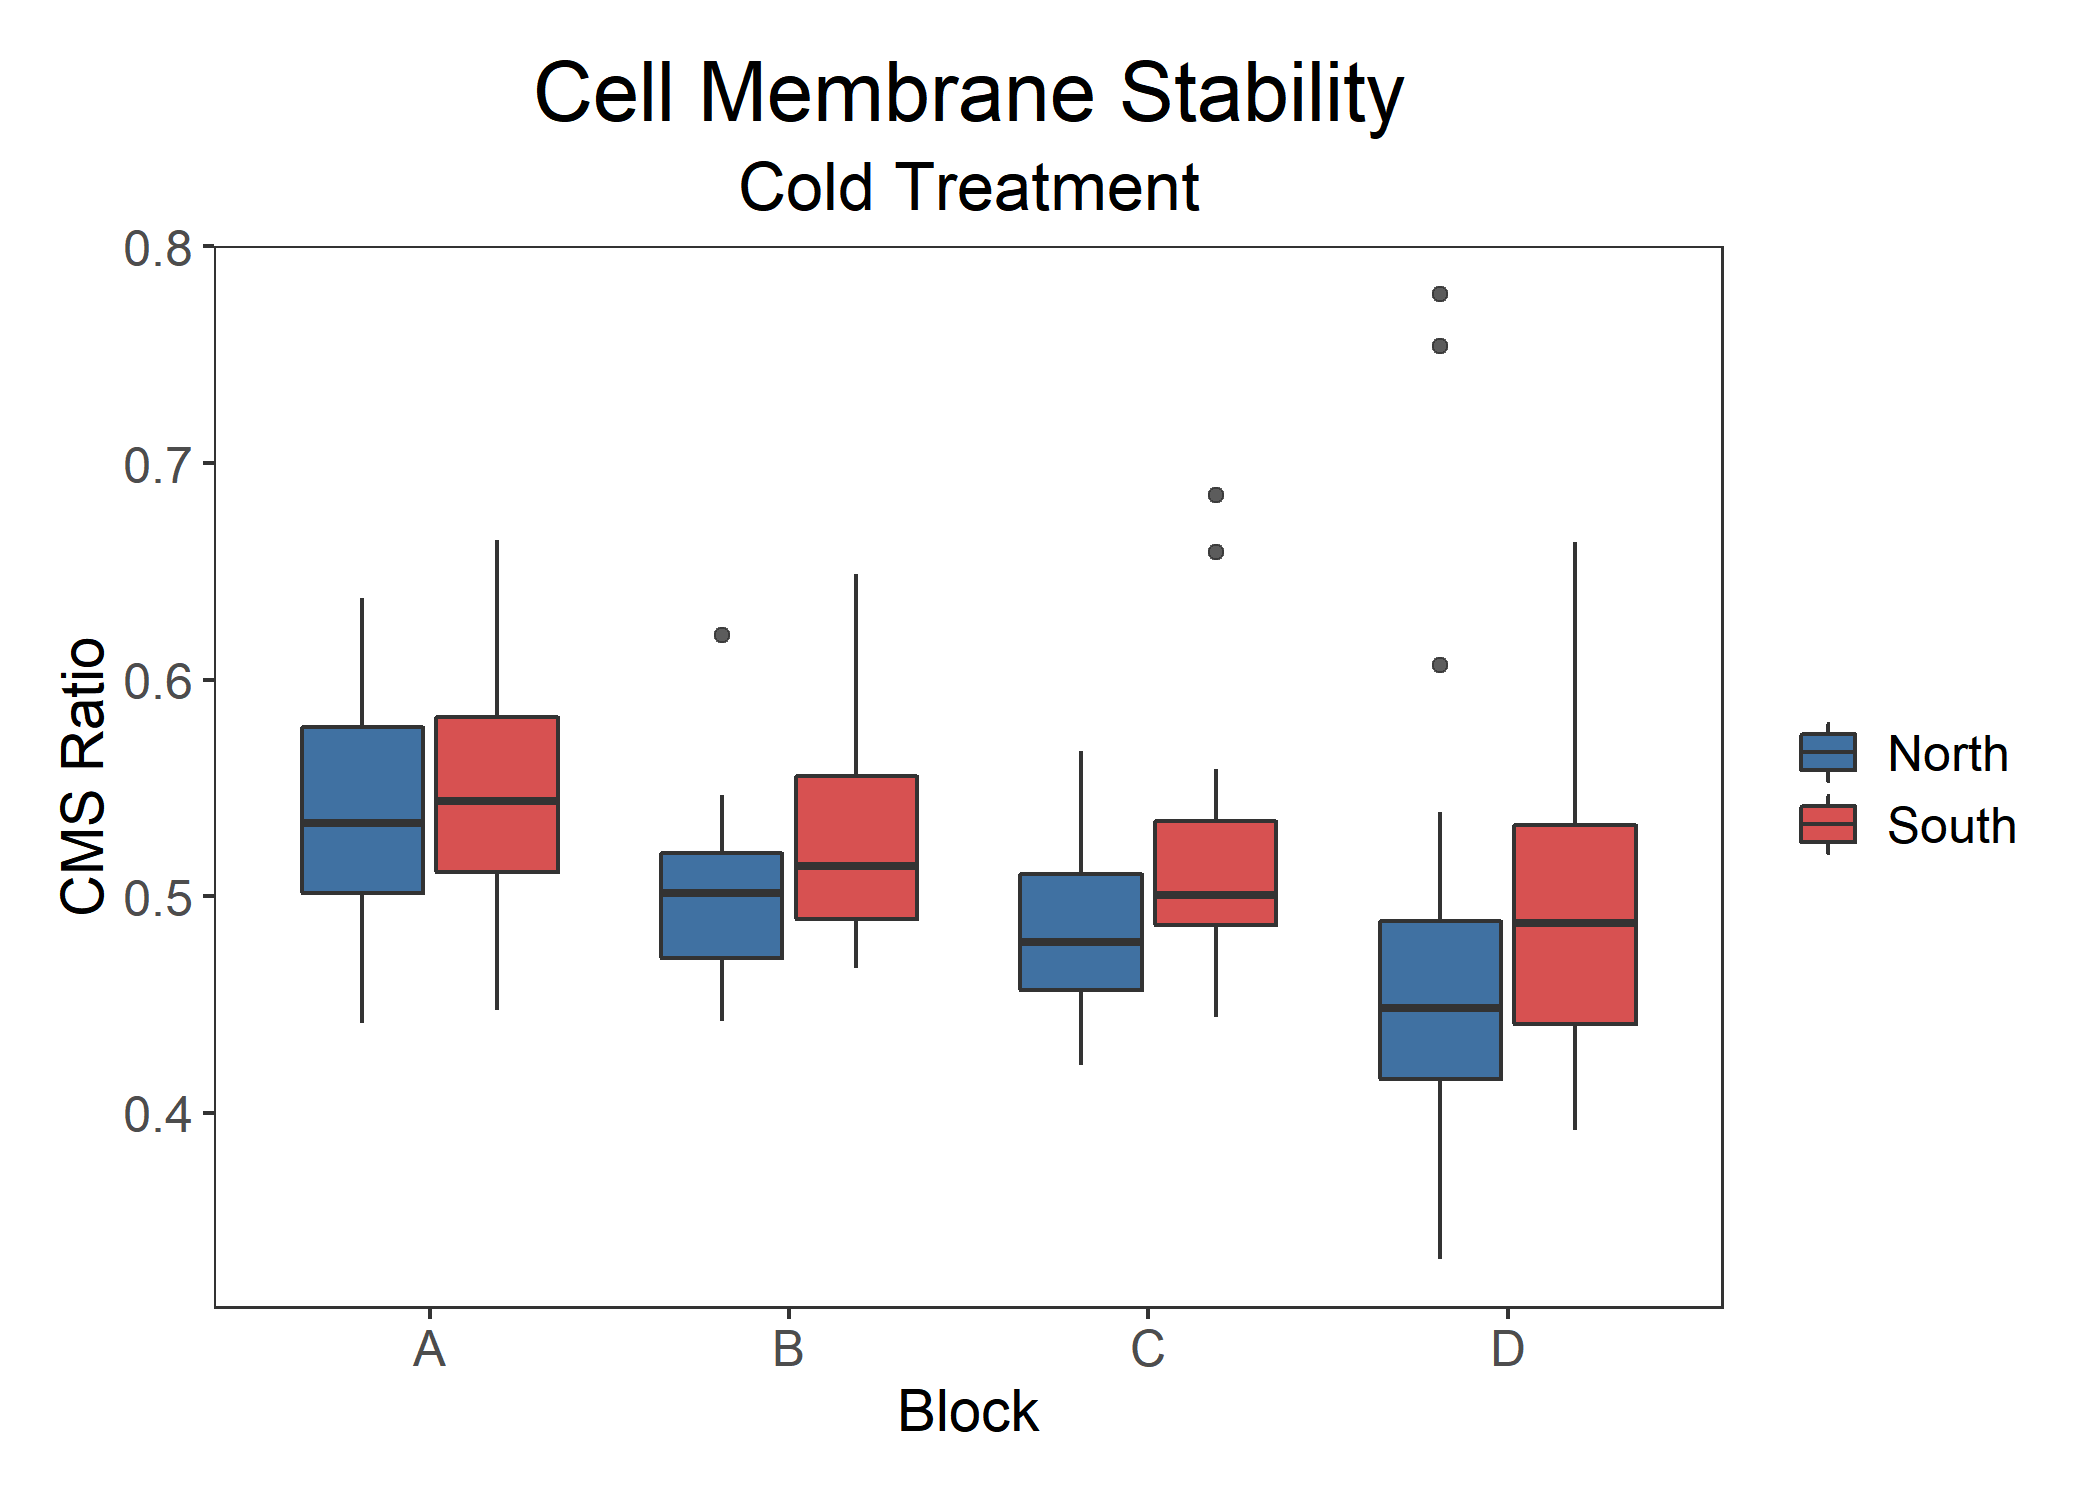 Cell Membrane Stability
Cold Treatment
0.8
0.7
0.6
0.5
0.4
CMS Ratio
A B C D
Block
North
South